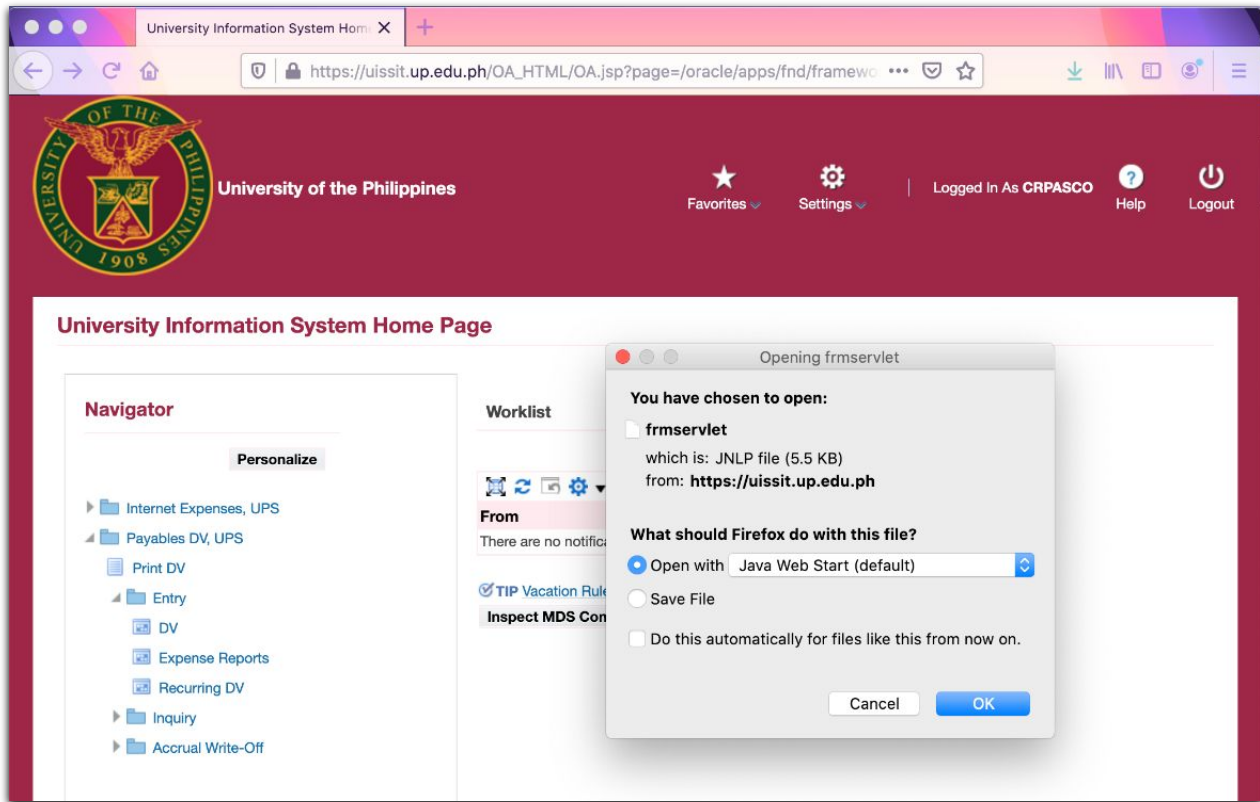 University Information System Hom
https://uissit.up.edu.ph/OA_HTML/OA.jsp?page=/oracle/apps/fnd/framewo
UNIVERSITY OF THE PHILIPPINES
1908
University of the Philippines
Favorites
Settings
Logged In As CRPASCO
Help
Logout
University Information System Home Page
Navigator
Personalize
Internet Expenses, UPS
Payables DV, UPS
Print DV
Entry
DV
Expense Reports
Recurring DV
Inquiry
Accrual Write-Off
Worklist
From
There are no notifica
TIP Vacation Rule
Inspect MDS Con
Opening frmservlet
You have chosen to open:
frmservlet
which is: JNLP file (5.5 KB)
from: https://uissit.up.edu.ph
What should Firefox do with this file?
Open with Java Web Start (default)
Save File
Do this automatically for files like this from now on.
Cancel OK